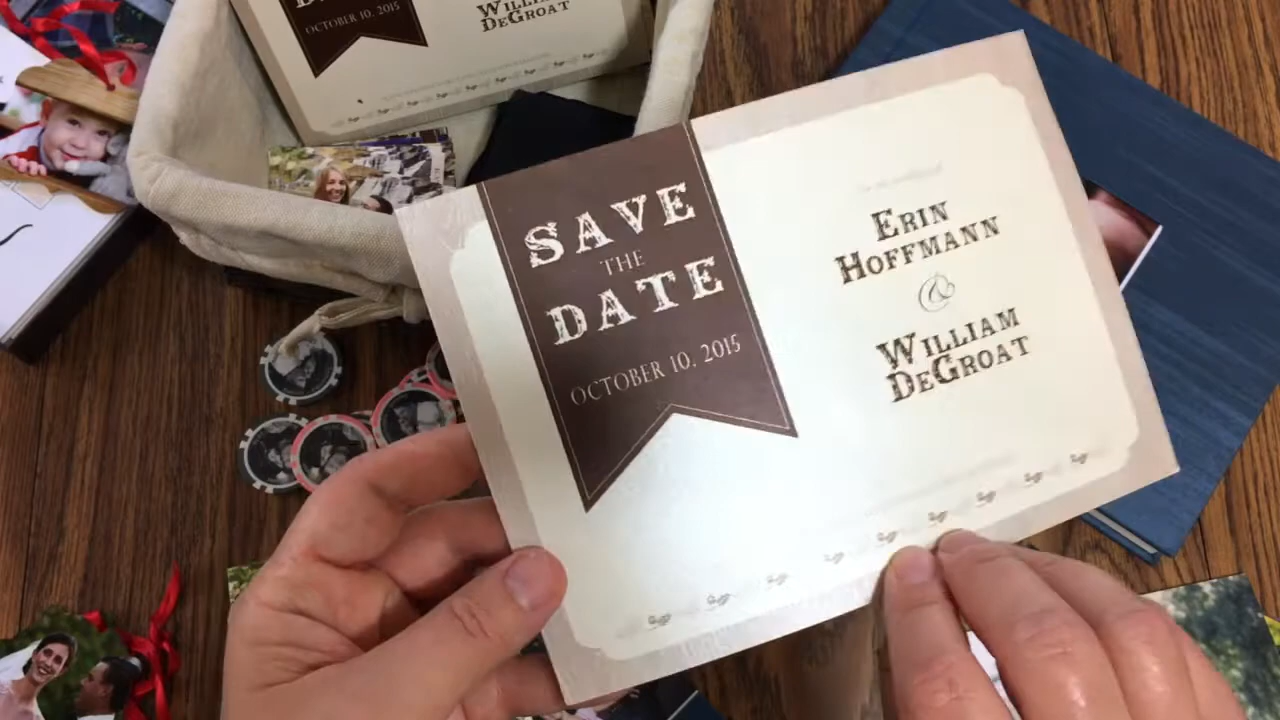 OCTOBER 10. 2015
WILLIAM
DEGROAT
SAVE
THE
DATE
OCTOBER 10. 2015
ERIN
HOFFMANN
&
WILLIAM
DEGROAT